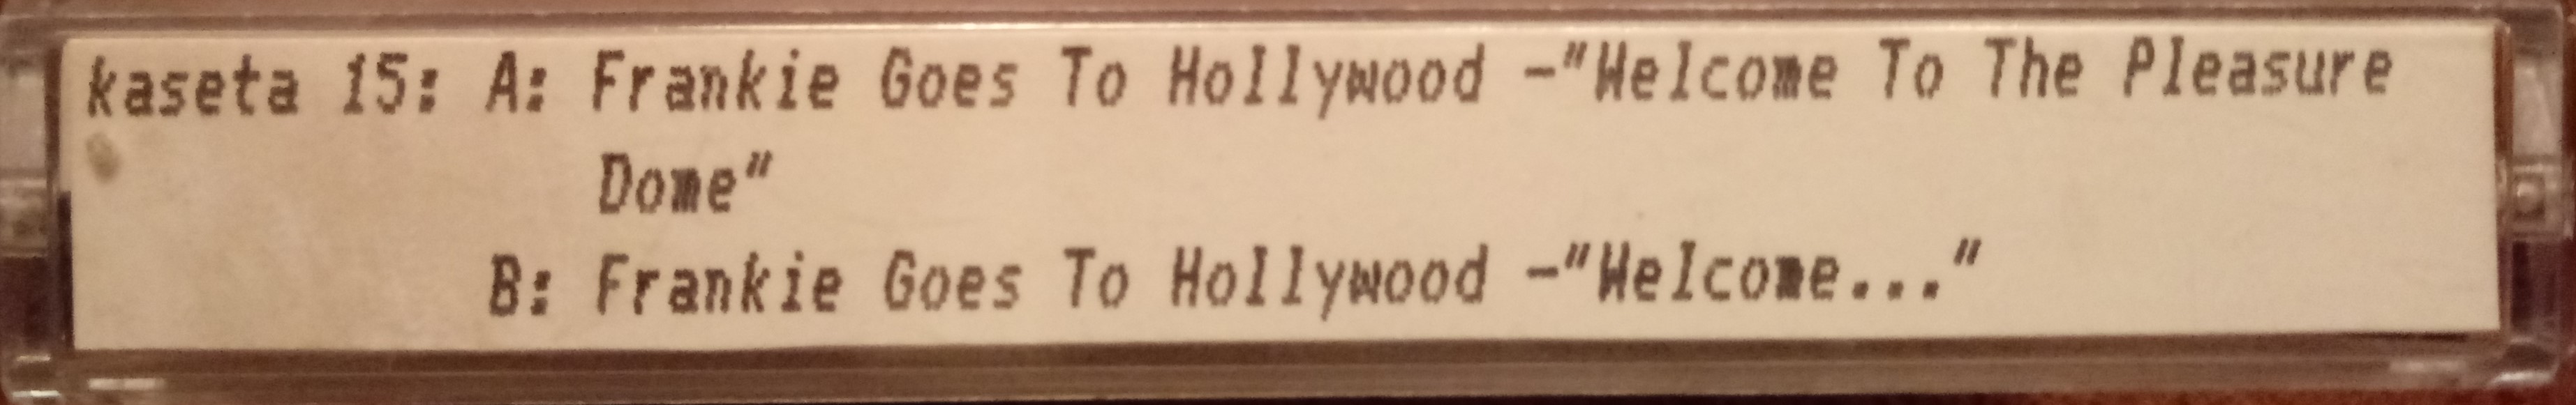 kaseta 15: A: Frankie Goes To Hollywood -"Welcome To The Pleasure
Dome"
B: Frankie Goes To Hollywood -"Welcome..."